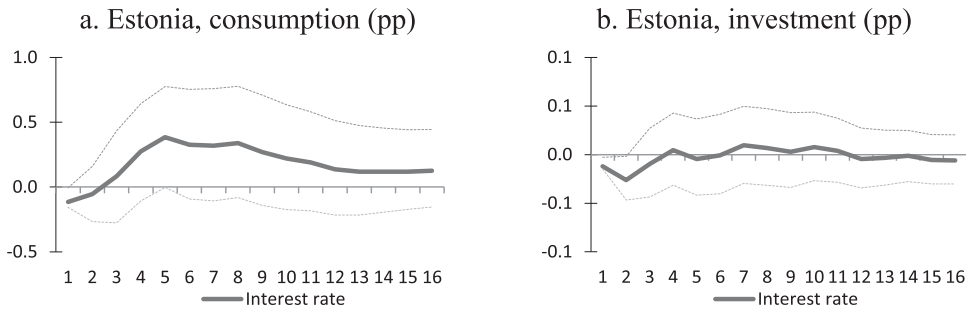 a. Estonia, consumption (pp)
1.0
0.5
0.0
-0.5
1 2 3 4 5 6 7 8 9 10 11 12 13 14 15 16
Interest rate
b. Estonia, investment (pp)
0.1
0.1
0.0
-0.1
-0.1
1 2 3 4 5 6 7 8 9 10 11 12 13 14 15 16
Interest rate